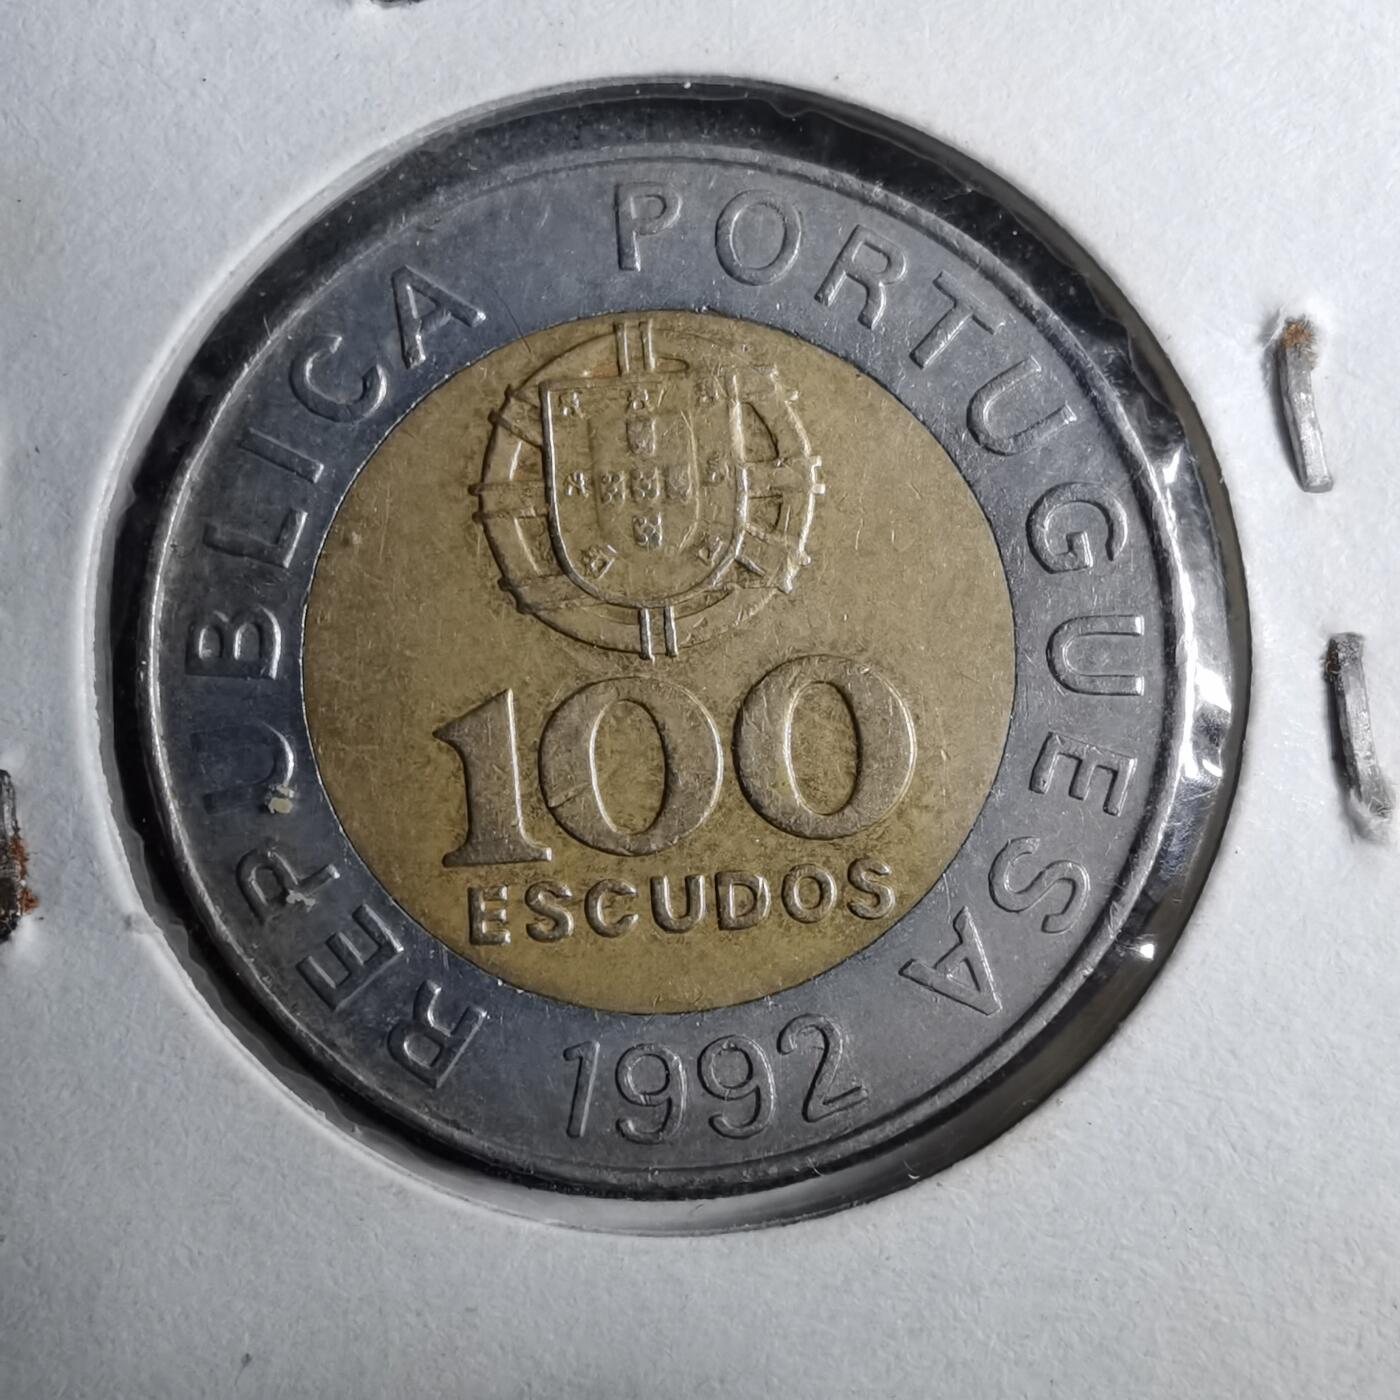 REPUBLICA PORTUGUESA
100
ESCUDOS
1992